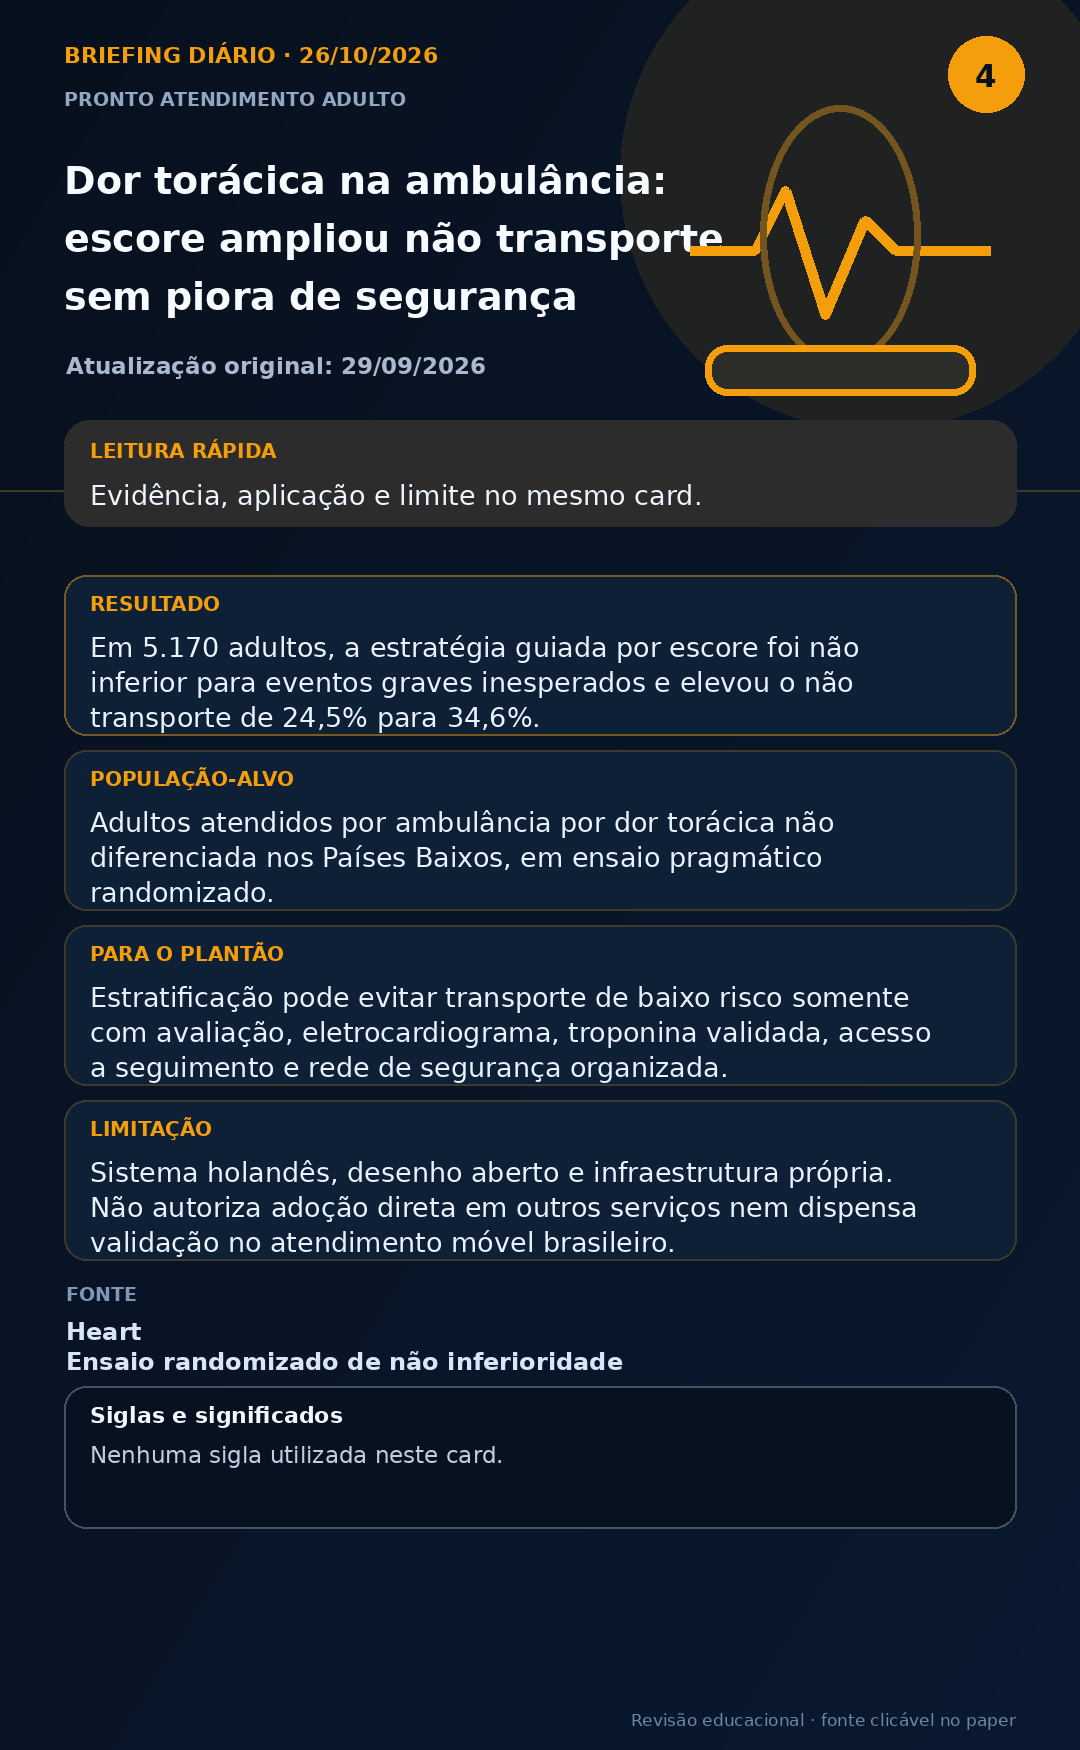 BRIEFING DIÁRIO · 26/10/2026
4
PRONTO ATENDIMENTO ADULTO
Dor torácica na ambulância:
escore ampliou não transporte
sem piora de segurança
Atualização original: 29/09/2026
LEITURA RÁPIDA
Evidência, aplicação e limite no mesmo card.
RESULTADO
Em 5.170 adultos, a estratégia guiada por escore foi não
inferior para eventos graves inesperados e elevou o não
transporte de 24,5% para 34,6%.
POPULAÇÃO-ALVO
Adultos atendidos por ambulância por dor torácica não
diferenciada nos Países Baixos, em ensaio pragmático
randomizado.
PARA O PLANTÃO
Estratificação pode evitar transporte de baixo risco somente
com avaliação, eletrocardiograma, troponina validada, acesso
a seguimento e rede de segurança organizada.
LIMITAÇÃO
Sistema holandês, desenho aberto e infraestrutura própria.
Não autoriza adoção direta em outros serviços nem dispensa
validação no atendimento móvel brasileiro.
FONTE
Heart
Ensaio randomizado de não inferioridade
Siglas e significados
Nenhuma sigla utilizada neste card.
Revisão educacional · fonte clicável no paper